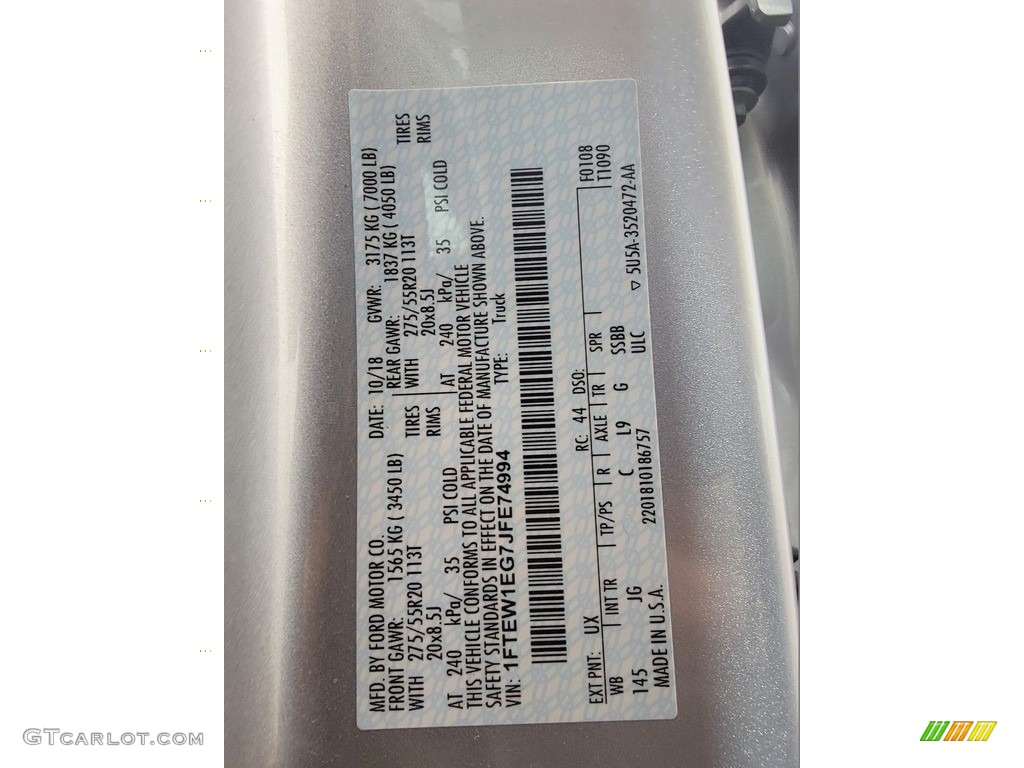 MFD. BY FORD MOTOR CO. DATE: 10/18 GVWR: 3175 KG ( 7000 LB)
FRONT GAWR: 1565 KG ( 3450 LB) REAR GAWR: 1837 KG ( 4050 LB)
WITH 275/55R20 113T TIRES WITH 275/55R20 113T TIRES
20x8.5J RIMS 20x8.5J RIMS
AT 240 kPa/ 35 PSI COLD AT 240 kPa/ 35 PSI COLD
THIS VEHICLE CONFORMS TO ALL APPLICABLE FEDERAL MOTOR VEHICLE
SAFETY STANDARDS IN EFFECT ON THE DATE OF MANUFACTURE SHOWN ABOVE.
VIN: 1FTEW1EG7JFE74994 TYPE: Truck
EXT PNT: UX RC: 44 DSO: F0108
WB INT TR TP/PS R AXLE TR SPR T1090
145 JG C L9 G SSBB
2201810186757 ULC
MADE IN U.S.A. ▽ 5U5A-3520472-AA
GTCARLOT.COM